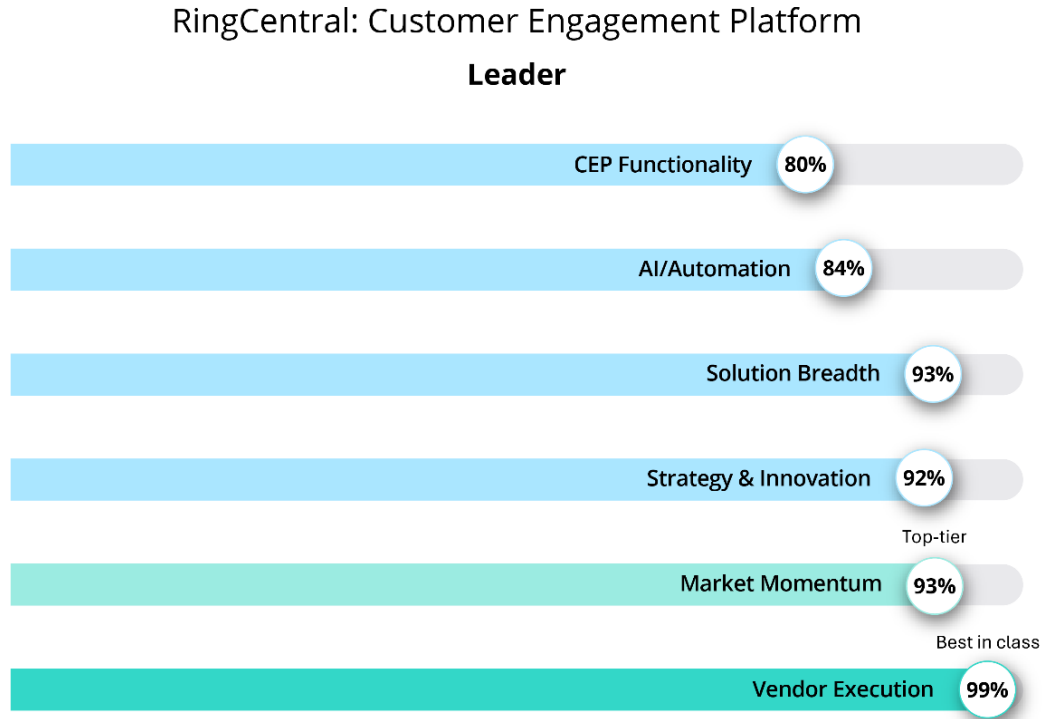 RingCentral: Customer Engagement Platform
Leader
CEP Functionality 80%
AI/Automation 84%
Solution Breadth 93%
Strategy & Innovation 92%
Top-tier
Market Momentum 93%
Best in class
Vendor Execution 99%